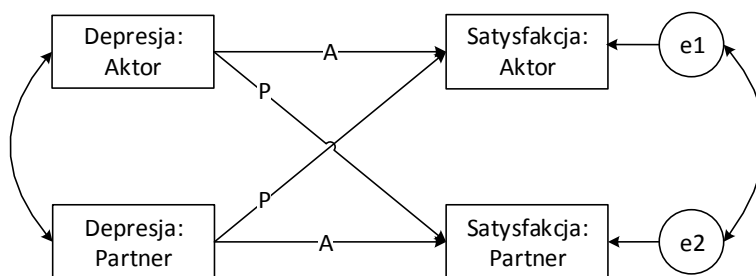 Depresja:
Aktor
A
Satysfakcja:
Aktor
e1
P
P
Depresja:
Partner
A
Satysfakcja:
Partner
e2